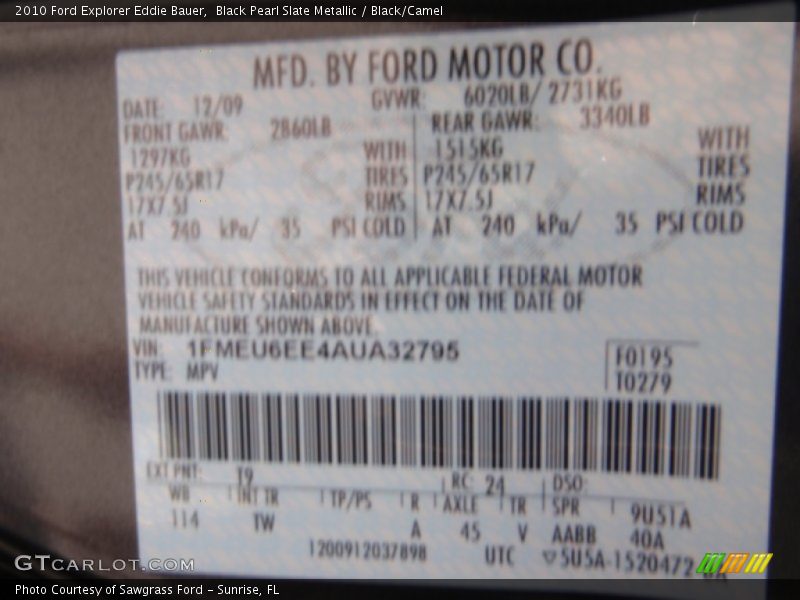 2010 Ford Explorer Eddie Bauer, Black Pearl Slate Metallic / Black/Camel
MFD. BY FORD MOTOR CO.
DATE: 12/09 GVWR: 6020LB/ 2731KG
FRONT GAWR: 2860LB REAR GAWR: 3340LB
1297KG WITH 1515KG WITH
P245/65R17 TIRES P245/65R17 TIRES
17X7.5J RIMS 17X7.5J RIMS
AT 240 kPa/ 35 PSI COLD AT 240 kPa/ 35 PSI COLD
THIS VEHICLE CONFORMS TO ALL APPLICABLE FEDERAL MOTOR
VEHICLE SAFETY STANDARDS IN EFFECT ON THE DATE OF
MANUFACTURE SHOWN ABOVE.
VIN: 1FMEU6EE4AUA32795 F0195
TYPE: MPV T0279
EXT PNT: T9 RC: 24 DSO:
WB INT TR TP/PS R AXLE TR SPR 9U51A
114 TW A 45 V AABB 40A
1200912037898 UTC ▽5U5A-1520472-
GTCARLOT.COM
Photo Courtesy of Sawgrass Ford - Sunrise, FL